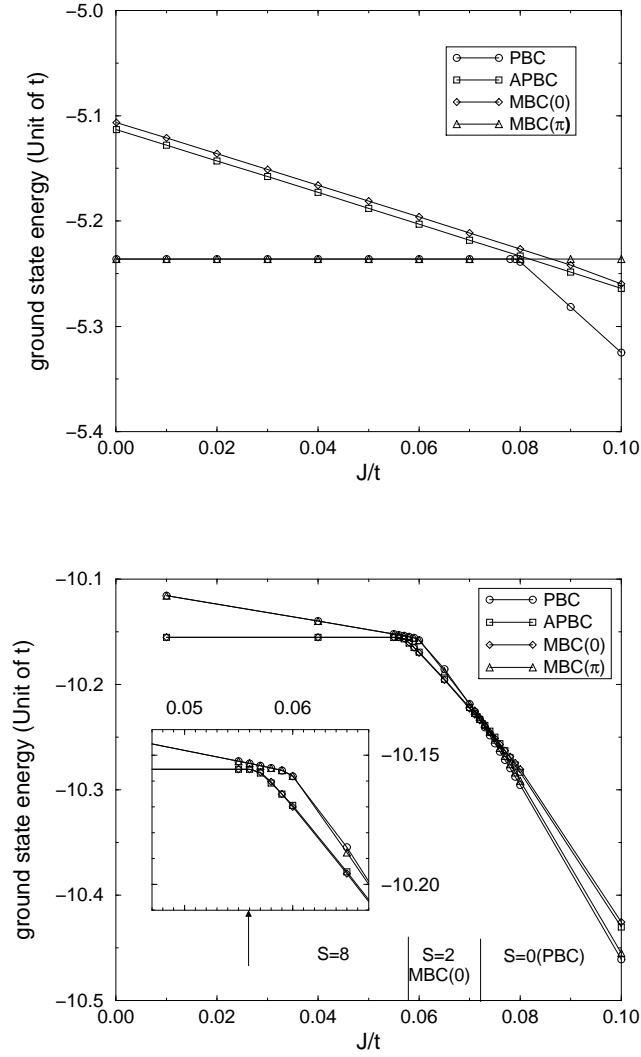 −5.0
−5.1
−5.2
−5.3
−5.4
ground state energy (Unit of t)
PBC
APBC
MBC(0)
MBC(π)
0.00 0.02 0.04 0.06 0.08 0.10
J/t
−10.1
−10.2
−10.3
−10.4
−10.5
ground state energy (Unit of t)
PBC
APBC
MBC(0)
MBC(π)
0.05 0.06
−10.15
−10.20
S=8 S=2 S=0(PBC)
MBC(0)
0.00 0.02 0.04 0.06 0.08 0.10
J/t